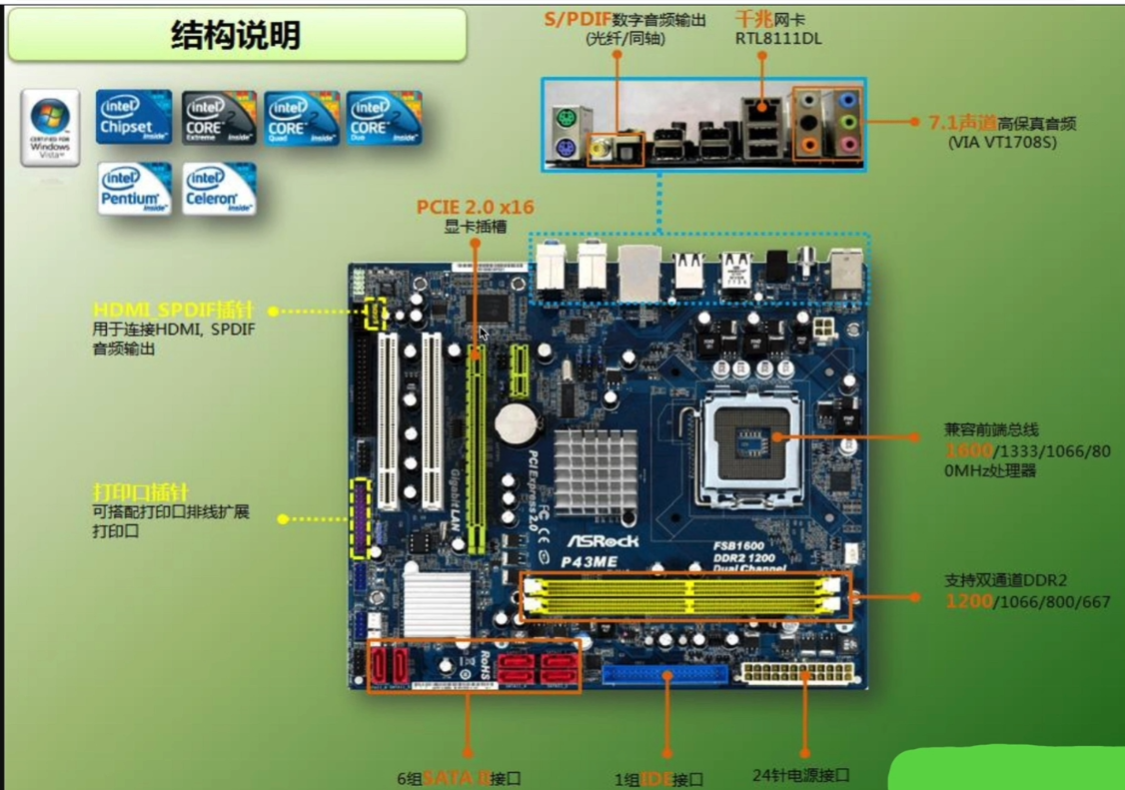 结构说明
S/PDIF数字音频输出
(光纤/同轴)
千兆网卡
RTL8111DL
CERTIFIED FOR
Windows
Vista
intel
Chipset
inside
intel
CORE 2
Extreme inside
intel
CORE 2
Quad inside
intel
CORE 2
Duo inside
7.1声道高保真音频
(VIA VT1708S)
intel
Pentium
inside
intel
Celeron
inside
PCIE 2.0 x16
显卡插槽
HDMI_SPDIF插针
用于连接HDMI, SPDIF
音频输出
兼容前端总线
1600/1333/1066/80
0MHz处理器
打印口插针
可搭配打印口排线扩展
打印口
Gigabit LAN
PCI Express 2.0
FC CE
ASRock
P43ME
FSB1600
DDR2 1200
Dual Channel
支持双通道DDR2
1200/1066/800/667
RoHS
6组SATA II接口
1组IDE接口
24针电源接口